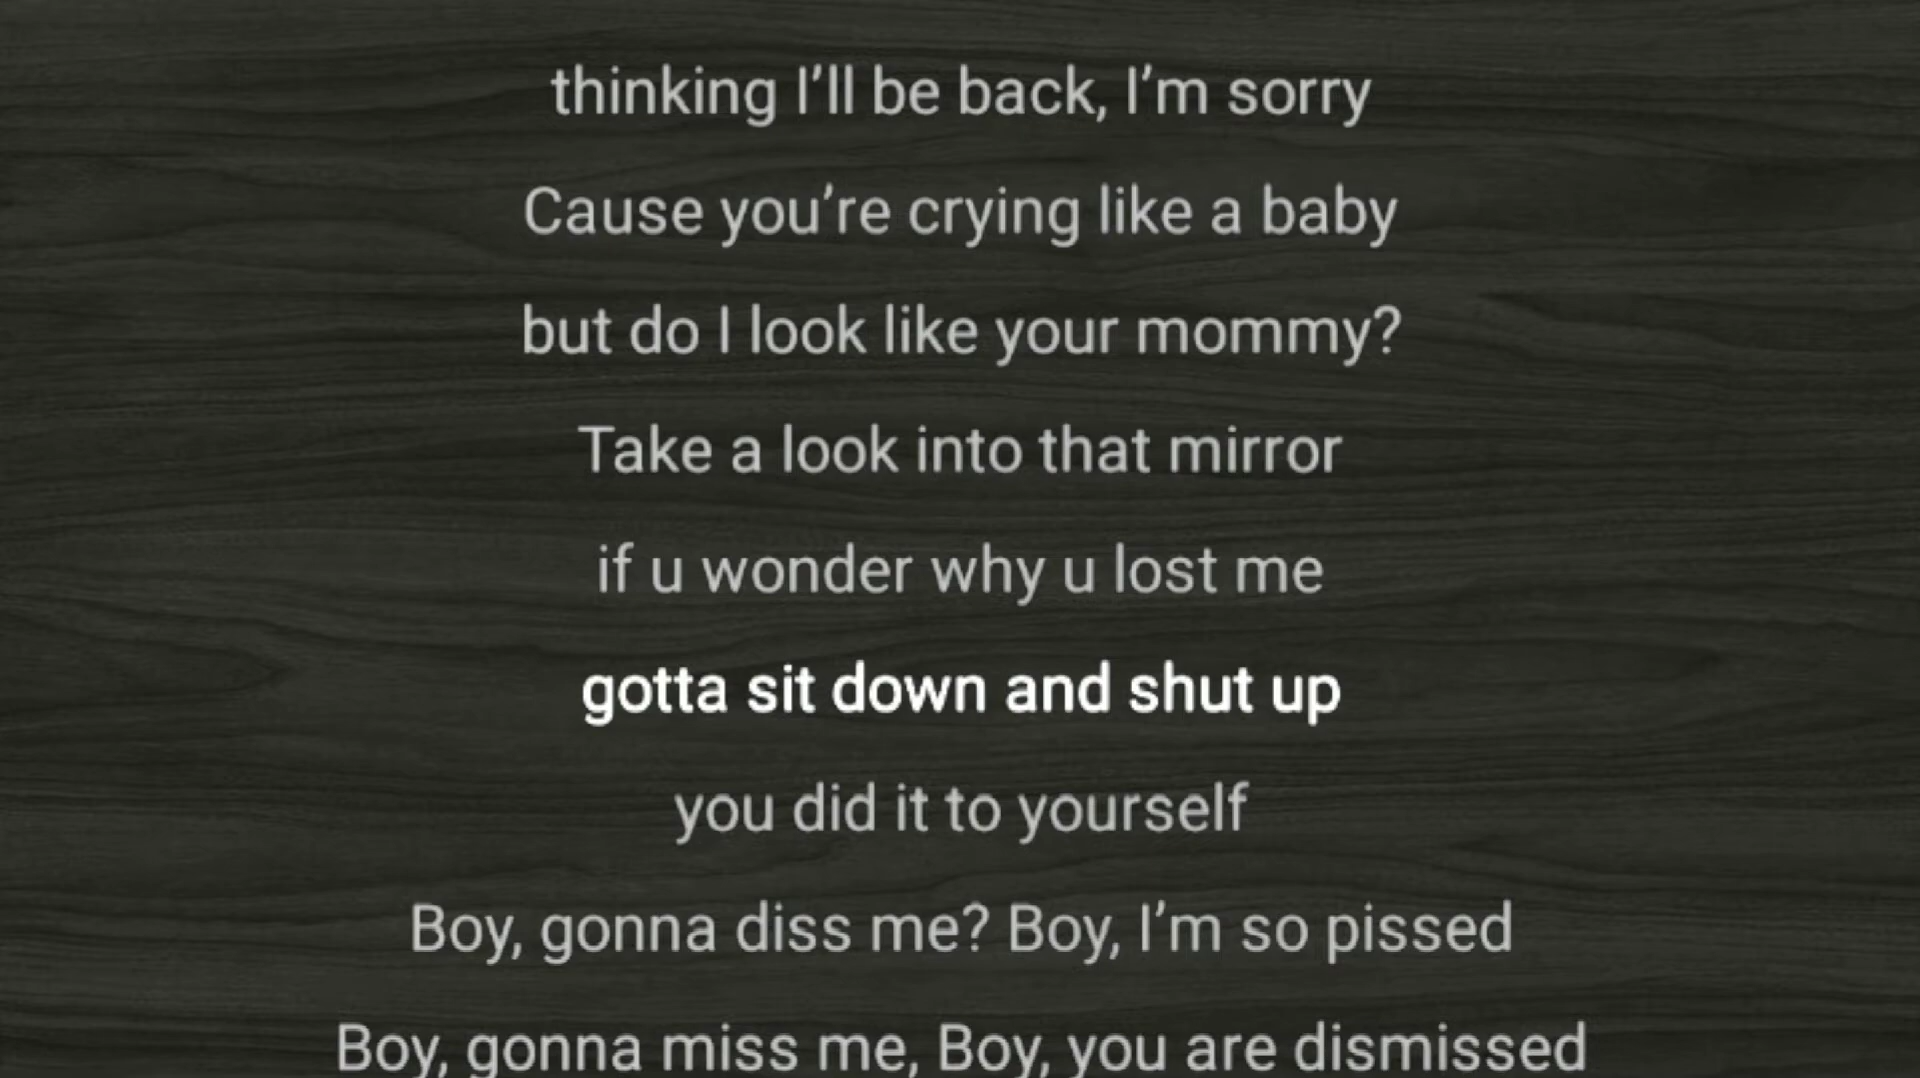 thinking I’ll be back, I’m sorry
Cause you’re crying like a baby
but do I look like your mommy?
Take a look into that mirror
if u wonder why u lost me
gotta sit down and shut up
you did it to yourself
Boy, gonna diss me? Boy, I’m so pissed
Boy, gonna miss me, Boy, you are dismissed